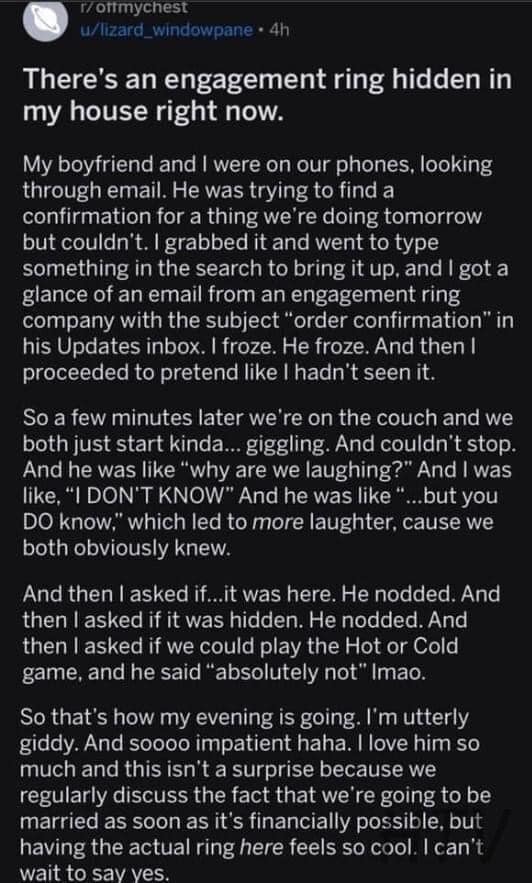 r/offmychest
u/lizard_windowpane • 4h
There's an engagement ring hidden in
my house right now.
My boyfriend and I were on our phones, looking
through email. He was trying to find a
confirmation for a thing we're doing tomorrow
but couldn't. I grabbed it and went to type
something in the search to bring it up, and I got a
glance of an email from an engagement ring
company with the subject “order confirmation” in
his Updates inbox. I froze. He froze. And then I
proceeded to pretend like I hadn't seen it.
So a few minutes later we're on the couch and we
both just start kinda... giggling. And couldn't stop.
And he was like “why are we laughing?” And I was
like, “I DON'T KNOW” And he was like “...but you
DO know,” which led to more laughter, cause we
both obviously knew.
And then I asked if...it was here. He nodded. And
then I asked if it was hidden. He nodded. And
then I asked if we could play the Hot or Cold
game, and he said “absolutely not” lmao.
So that's how my evening is going. I'm utterly
giddy. And soooo impatient haha. I love him so
much and this isn't a surprise because we
regularly discuss the fact that we're going to be
married as soon as it's financially possible, but
having the actual ring here feels so cool. I can't
wait to say yes.